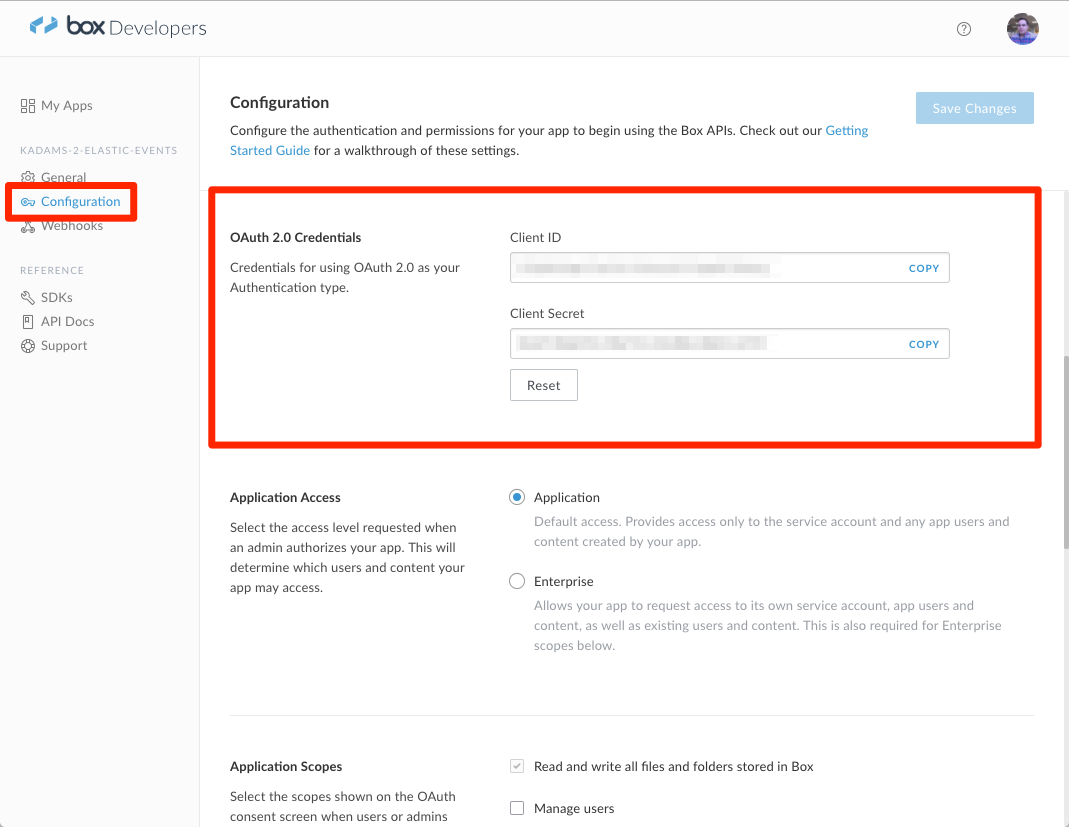 box Developers
My Apps
KADAMS-2-ELASTIC-EVENTS
General
Configuration
Webhooks
REFERENCE
SDKs
API Docs
Support
Configuration
Save Changes
Configure the authentication and permissions for your app to begin using the Box APIs. Check out our Getting
Started Guide for a walkthrough of these settings.
OAuth 2.0 Credentials
Credentials for using OAuth 2.0 as your
Authentication type.
Client ID
COPY
Client Secret
COPY
Reset
Application Access
Select the access level requested when
an admin authorizes your app. This will
determine which users and content your
app may access.
Application
Default access. Provides access only to the service account and any app users and
content created by your app.
Enterprise
Allows your app to request access to its own service account, app users and
content, as well as existing users and content. This is also required for Enterprise
scopes below.
Application Scopes
Select the scopes shown on the OAuth
consent screen when users or admins
Read and write all files and folders stored in Box
Manage users